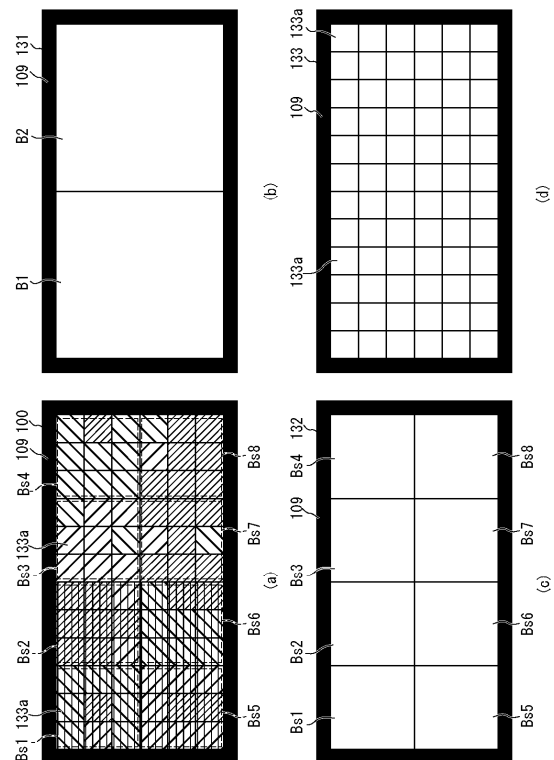 Bs1 133a Bs2 Bs3 133a Bs4 109 100
Bs5 Bs6 Bs7 Bs8
(a)
B1 B2 109 131
(b)
Bs1 Bs2 Bs3 109 Bs4 132
Bs5 Bs6 Bs7 Bs8
(c)
133a 109 133 133a
(d)